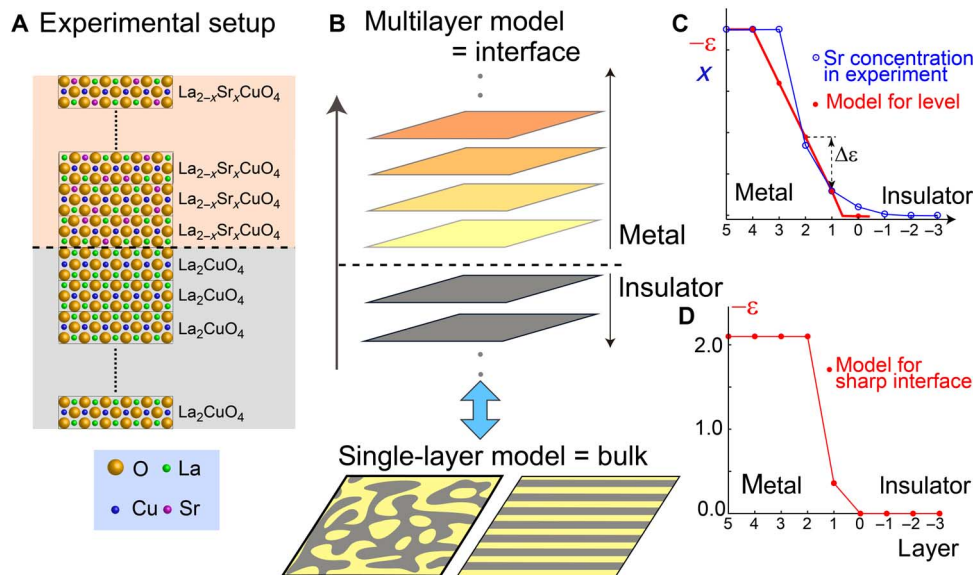 A Experimental setup
La2−xSrxCuO4
La2−xSrxCuO4
La2−xSrxCuO4
La2−xSrxCuO4
La2CuO4
La2CuO4
La2CuO4
La2CuO4
O La
Cu Sr
B Multilayer model
= interface
Metal
Insulator
Single-layer model = bulk
C
−ε
x
Sr concentration
in experiment
Model for level
Δε
Metal Insulator
5 4 3 2 1 0 −1 −2 −3
D
−ε
2.0
1.0
0.0
Model for
sharp interface
Metal Insulator
5 4 3 2 1 0 −1 −2 −3
Layer